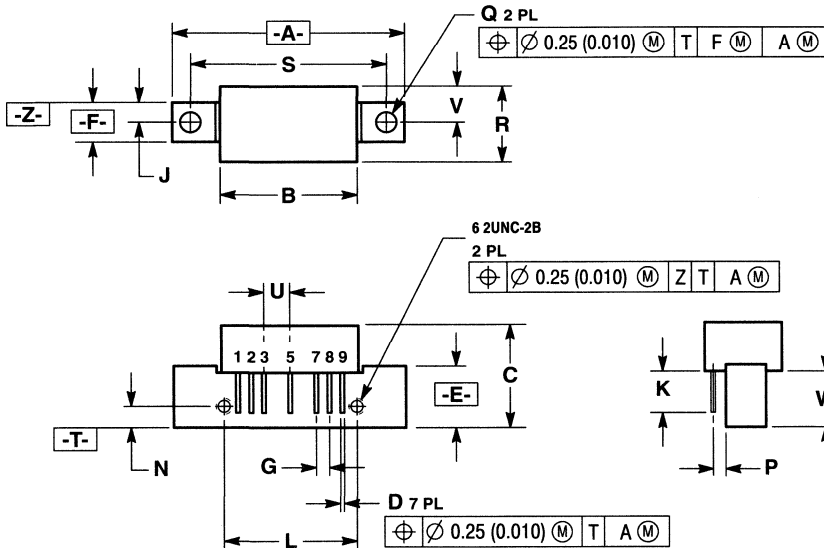 Q 2 PL
⌖ ∅ 0.25 (0.010) Ⓜ T F Ⓜ A Ⓜ
-A-
S
-Z-
-F-
V
R
J
B
6 2UNC-2B
2 PL
⌖ ∅ 0.25 (0.010) Ⓜ Z T A Ⓜ
U
1 2 3 5 7 8 9
C
-E-
K
W
-T-
N
G
P
D 7 PL
⌖ ∅ 0.25 (0.010) Ⓜ T A Ⓜ
L